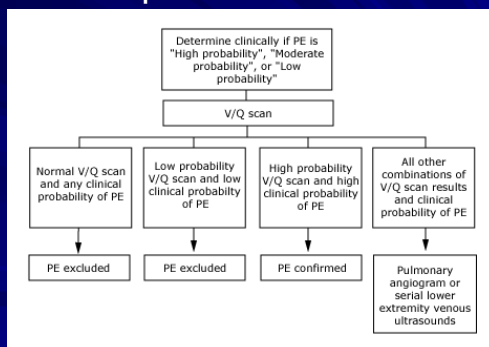 Determine clinically if PE is
"High probability", "Moderate
probability", or "Low
probability"
V/Q scan
Normal V/Q scan
and any clinical
probability of PE
Low probability
V/Q scan and low
clinical probabilty
of PE
High probability
V/Q scan and high
clinical probability
of PE
All other
combinations of
V/Q scan results
and clinical
probability of PE
PE excluded
PE excluded
PE confirmed
Pulmonary
angiogram or
serial lower
extremity venous
ultrasounds